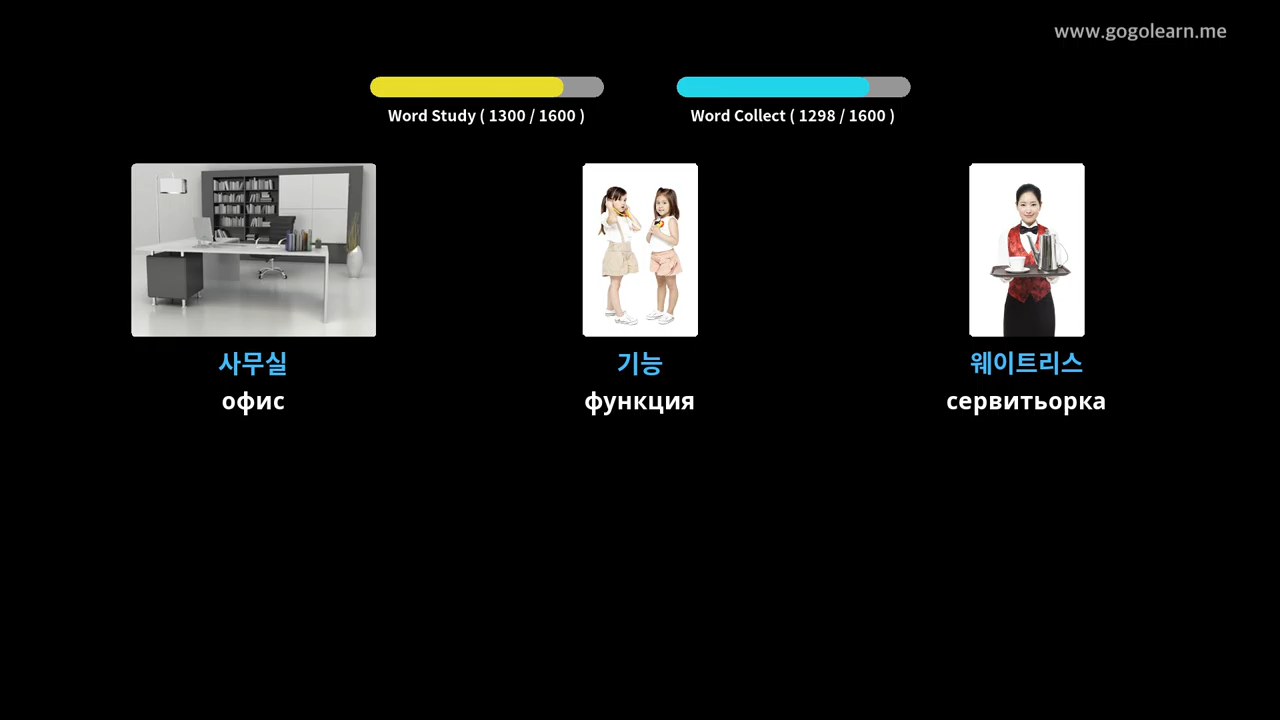 www.gogolearn.me
Word Study ( 1300 / 1600 )
Word Collect ( 1298 / 1600 )
사무실
기능
웨이트리스
офис
функция
сервитьорка